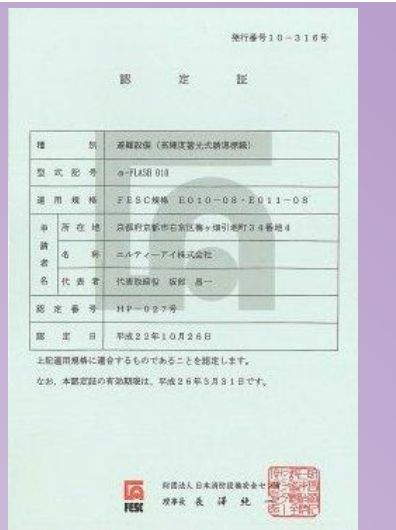 発行番号10-316号
認定証
種別 避難設備(高輝度蓄光式誘導標識)
型式記号 α-FLASH 010
適用規格 FESC規格 E010-08・E011-08
申請者名 所在地 京都府京都市右京区梅ヶ畑引地町34番地4
名称 エルティーアイ株式会社
代表者 代表取締役
認定番号 HP-027号
認定日 平成22年10月26日
上記適用規格に適合するものであることを認定します。
なお、本認定証の有効期限は、平成26年3月31日です。
FESC
財団法人 日本消防設備安全センター
理事長